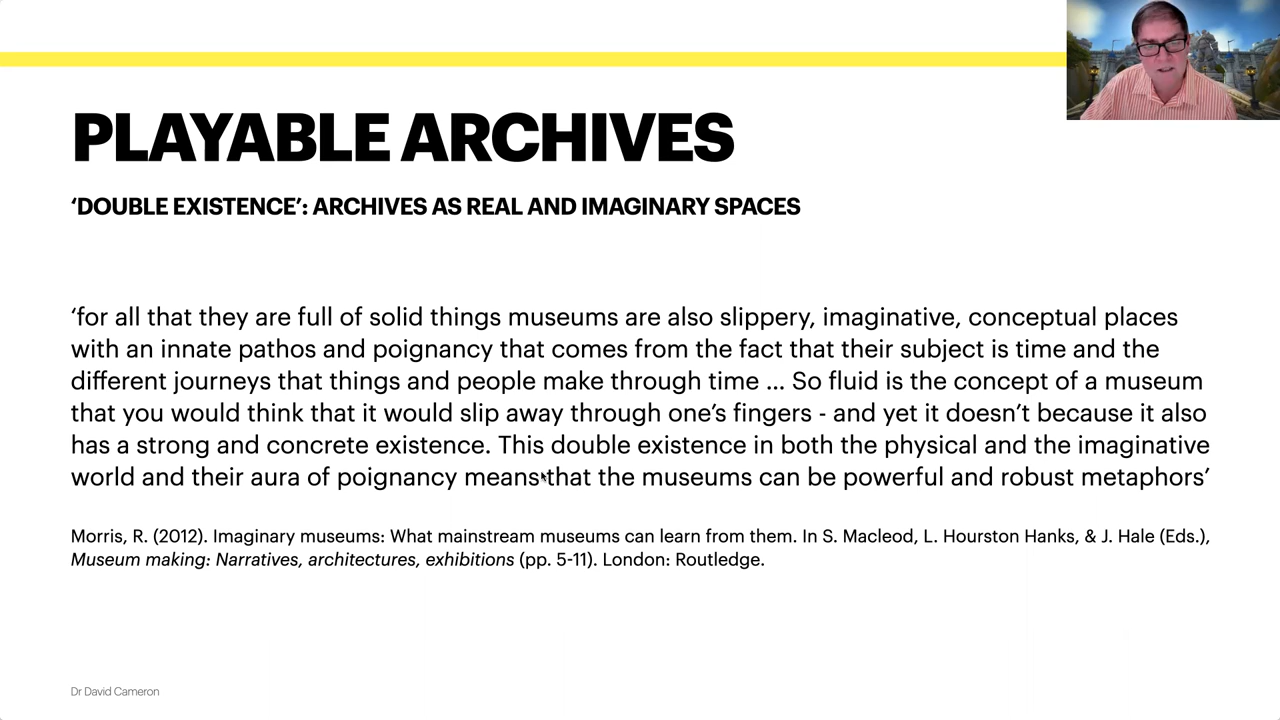 PLAYABLE ARCHIVES
‘DOUBLE EXISTENCE’: ARCHIVES AS REAL AND IMAGINARY SPACES
‘for all that they are full of solid things museums are also slippery, imaginative, conceptual places
with an innate pathos and poignancy that comes from the fact that their subject is time and the
different journeys that things and people make through time ... So fluid is the concept of a museum
that you would think that it would slip away through one’s fingers - and yet it doesn’t because it also
has a strong and concrete existence. This double existence in both the physical and the imaginative
world and their aura of poignancy means that the museums can be powerful and robust metaphors’
Morris, R. (2012). Imaginary museums: What mainstream museums can learn from them. In S. Macleod, L. Hourston Hanks, & J. Hale (Eds.),
Museum making: Narratives, architectures, exhibitions (pp. 5-11). London: Routledge.
Dr David Cameron